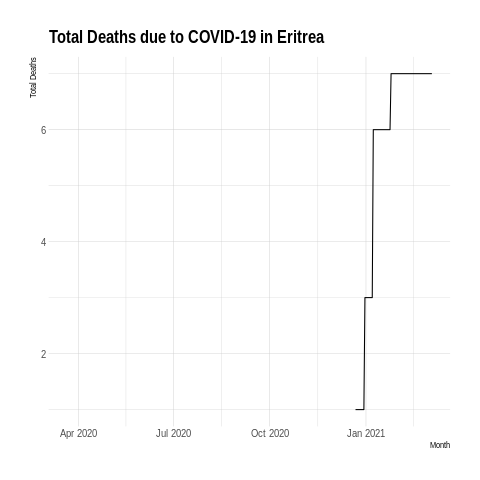 Total Deaths due to COVID-19 in Eritrea
Total Deaths
6
4
2
Apr 2020 Jul 2020 Oct 2020 Jan 2021
Month